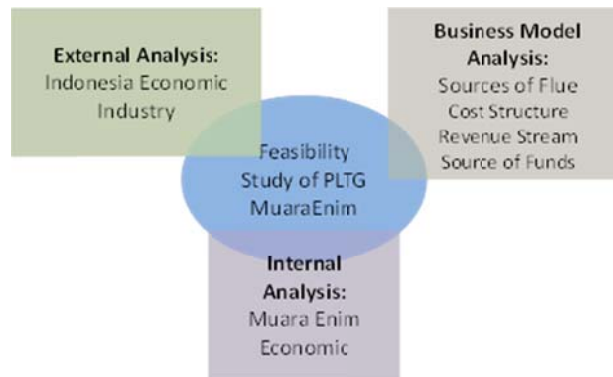 External Analysis:
Indonesia Economic
Industry
Business Model
Analysis:
Sources of Flue
Cost Structure
Revenue Stream
Source of Funds
Feasibility
Study of PLTG
MuaraEnim
Internal
Analysis:
Muara Enim
Economic